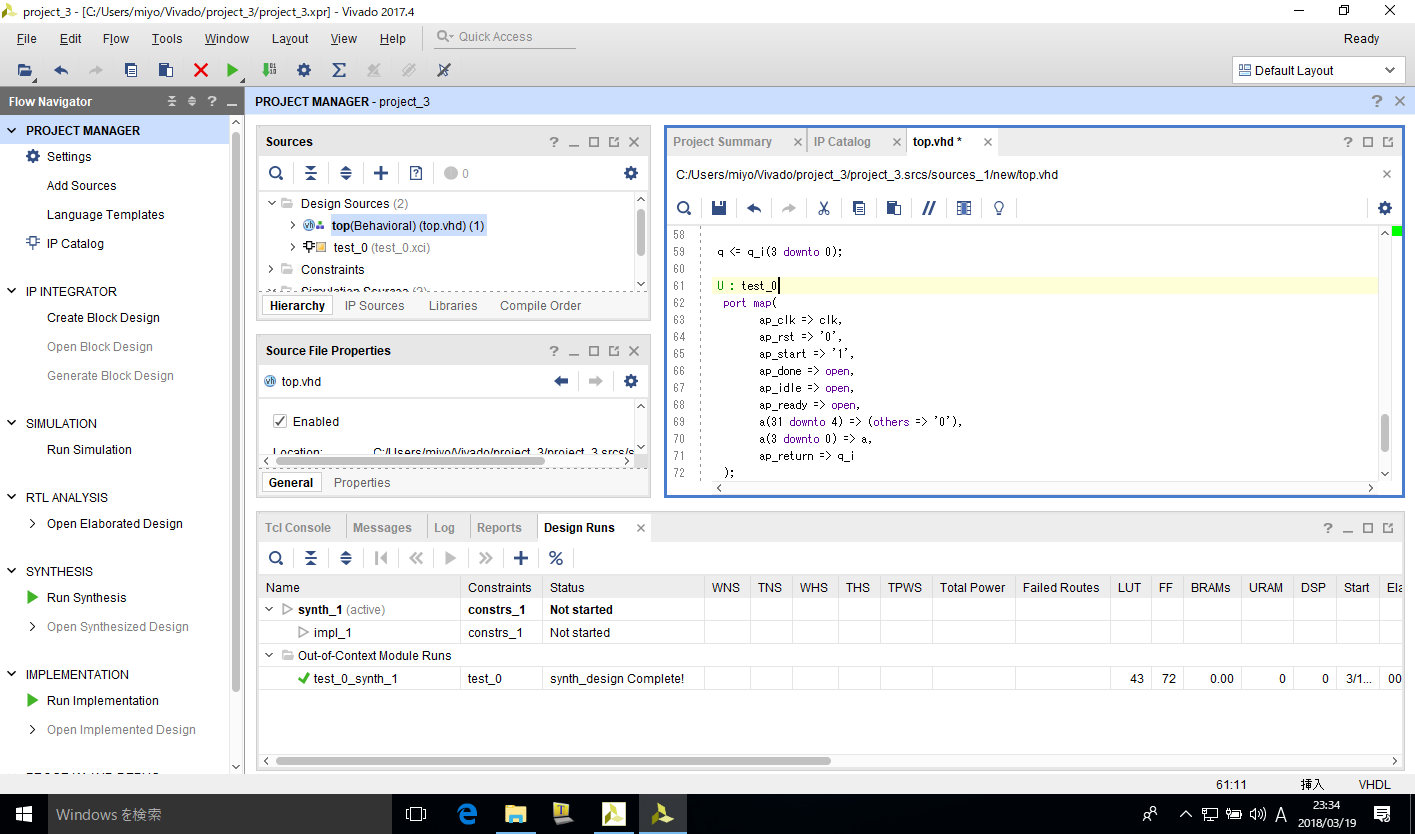 project_3 - [C:/Users/miyo/Vivado/project_3/project_3.xpr] - Vivado 2017.4
File Edit Flow Tools Window Layout View Help Quick Access Ready
Default Layout
Flow Navigator
PROJECT MANAGER - project_3
PROJECT MANAGER
Settings
Add Sources
Language Templates
IP Catalog
IP INTEGRATOR
Create Block Design
Open Block Design
Generate Block Design
SIMULATION
Run Simulation
RTL ANALYSIS
Open Elaborated Design
SYNTHESIS
Run Synthesis
Open Synthesized Design
IMPLEMENTATION
Run Implementation
Open Implemented Design
Sources
0
Design Sources (2)
top(Behavioral) (top.vhd) (1)
test_0 (test_0.xci)
Constraints
Simulation Sources (2)
Hierarchy IP Sources Libraries Compile Order
Source File Properties
top.vhd
Enabled
Location: C:/Users/miyo/Vivado/project_3/project_3.srcs/s
General Properties
Project Summary IP Catalog top.vhd *
C:/Users/miyo/Vivado/project_3/project_3.srcs/sources_1/new/top.vhd
58
59 q <= q_i(3 downto 0);
60
61 U : test_0
62 port map(
63 ap_clk => clk,
64 ap_rst => '0',
65 ap_start => '1',
66 ap_done => open,
67 ap_idle => open,
68 ap_ready => open,
69 a(31 downto 4) => (others => '0'),
70 a(3 downto 0) => a,
71 ap_return => q_i
72 );
Tcl Console Messages Log Reports Design Runs
Name Constraints Status WNS TNS WHS THS TPWS Total Power Failed Routes LUT FF BRAMs URAM DSP Start Ela
synth_1 (active) constrs_1 Not started
impl_1 constrs_1 Not started
Out-of-Context Module Runs
test_0_synth_1 test_0 synth_design Complete! 43 72 0.00 0 0 3/1... 00
61:11 挿入 VHDL
Windows を検索
A
23:34
2018/03/19